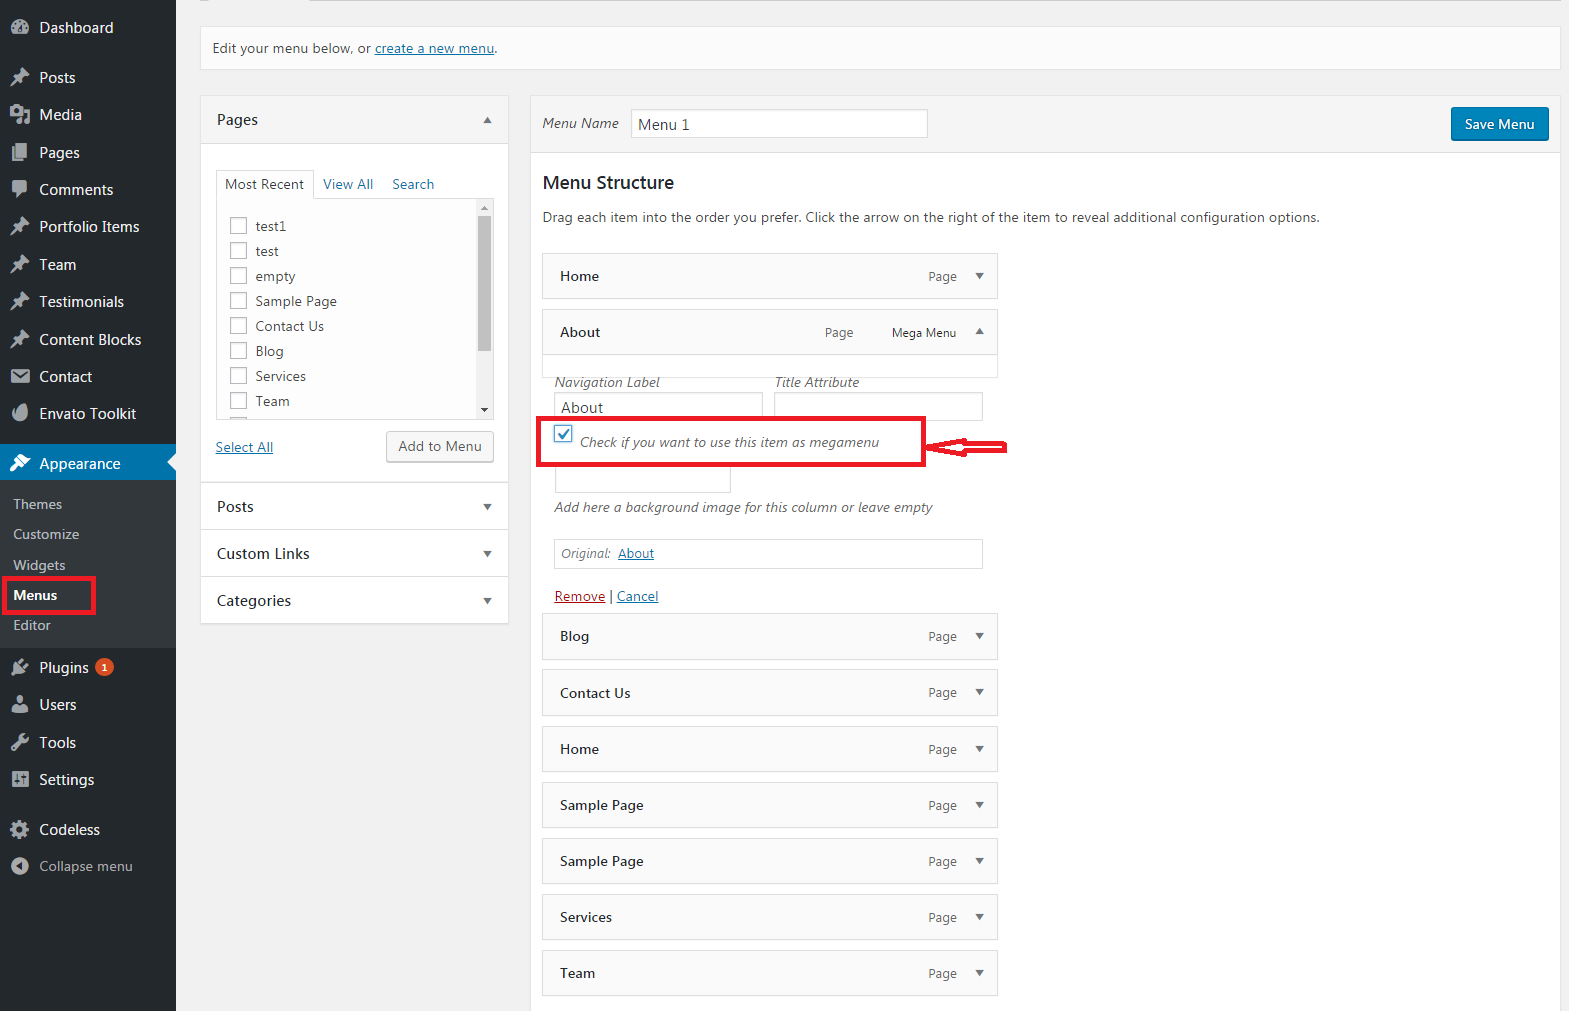 Dashboard
Posts
Media
Pages
Comments
Portfolio Items
Team
Testimonials
Content Blocks
Contact
Envato Toolkit
Appearance
Themes
Customize
Widgets
Menus
Editor
Plugins 1
Users
Tools
Settings
Codeless
Collapse menu
Edit your menu below, or create a new menu.
Pages
Most Recent View All Search
test1
test
empty
Sample Page
Contact Us
Blog
Services
Team
Select All Add to Menu
Posts
Custom Links
Categories
Menu Name Menu 1 Save Menu
Menu Structure
Drag each item into the order you prefer. Click the arrow on the right of the item to reveal additional configuration options.
Home Page
About Page Mega Menu
Navigation Label Title Attribute
About
Check if you want to use this item as megamenu
Add here a background image for this column or leave empty
Original: About
Remove | Cancel
Blog Page
Contact Us Page
Home Page
Sample Page Page
Sample Page Page
Services Page
Team Page